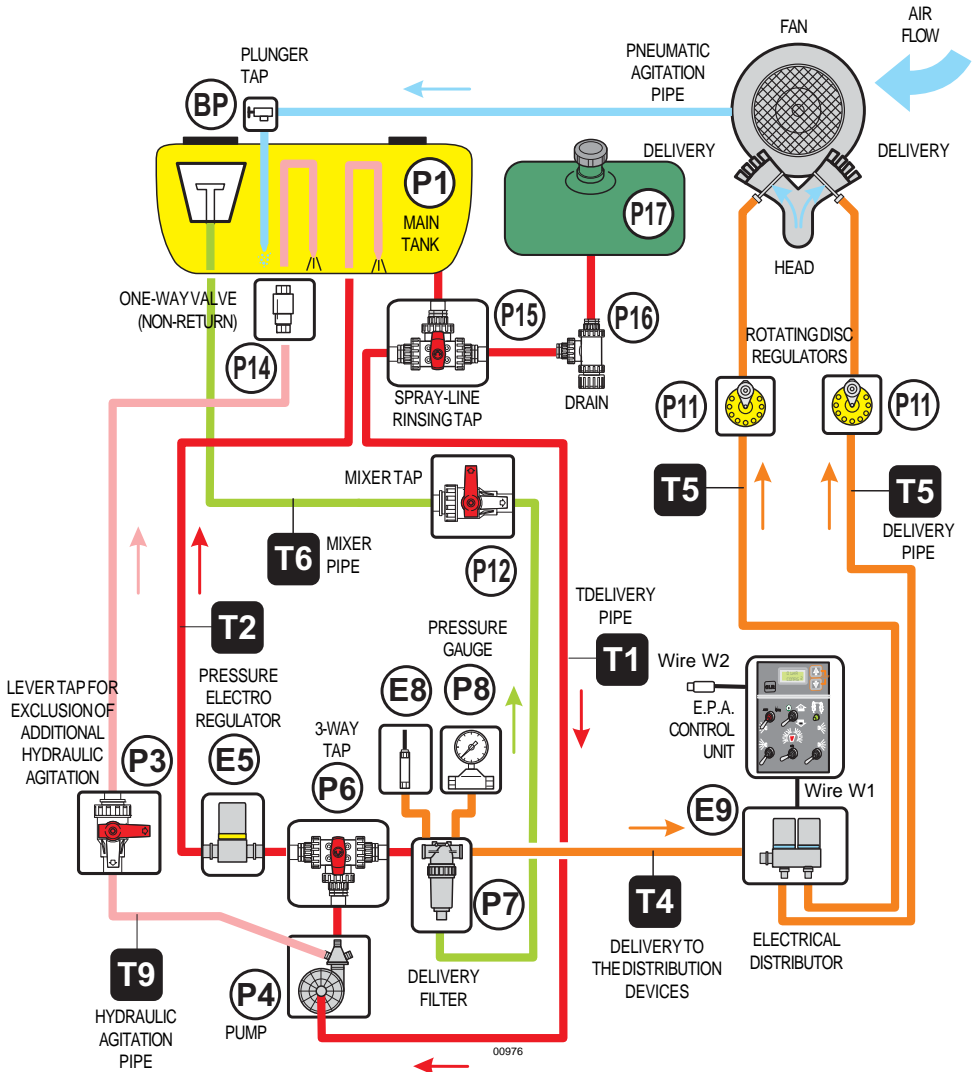 FAN
AIR
FLOW
PLUNGER
TAP
PNEUMATIC
AGITATION
PIPE
BP
P1
MAIN
TANK
DELIVERY
P17
DELIVERY
HEAD
ONE-WAY VALVE
(NON-RETURN)
P14
P15
P16
SPRAY-LINE
RINSING TAP
DRAIN
ROTATING DISC
REGULATORS
P11
P11
MIXER TAP
T5
T5
DELIVERY
PIPE
T6
MIXER
PIPE
P12
T2
TDELIVERY
PIPE
T1
PRESSURE
GAUGE
Wire W2
E.P.A.
CONTROL
UNIT
LEVER TAP FOR
EXCLUSION OF
ADDITIONAL
HYDRAULIC
AGITATION
PRESSURE
ELECTRO
REGULATOR
E8
P8
3-WAY
TAP
P3
E5
P6
Wire W1
E9
P7
T4
DELIVERY TO
THE DISTRIBUTION
DEVICES
ELECTRICAL
DISTRIBUTOR
T9
HYDRAULIC
AGITATION
PIPE
P4
PUMP
DELIVERY
FILTER
00976